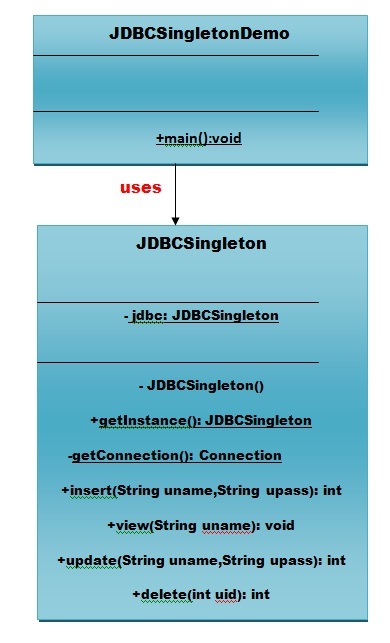 JDBCSingletonDemo
+main():void
uses
JDBCSingleton
- jdbc: JDBCSingleton
- JDBCSingleton()
+getInstance(): JDBCSingleton
-getConnection(): Connection
+insert(String uname,String upass): int
+view(String uname): void
+update(String uname,String upass): int
+delete(int uid): int